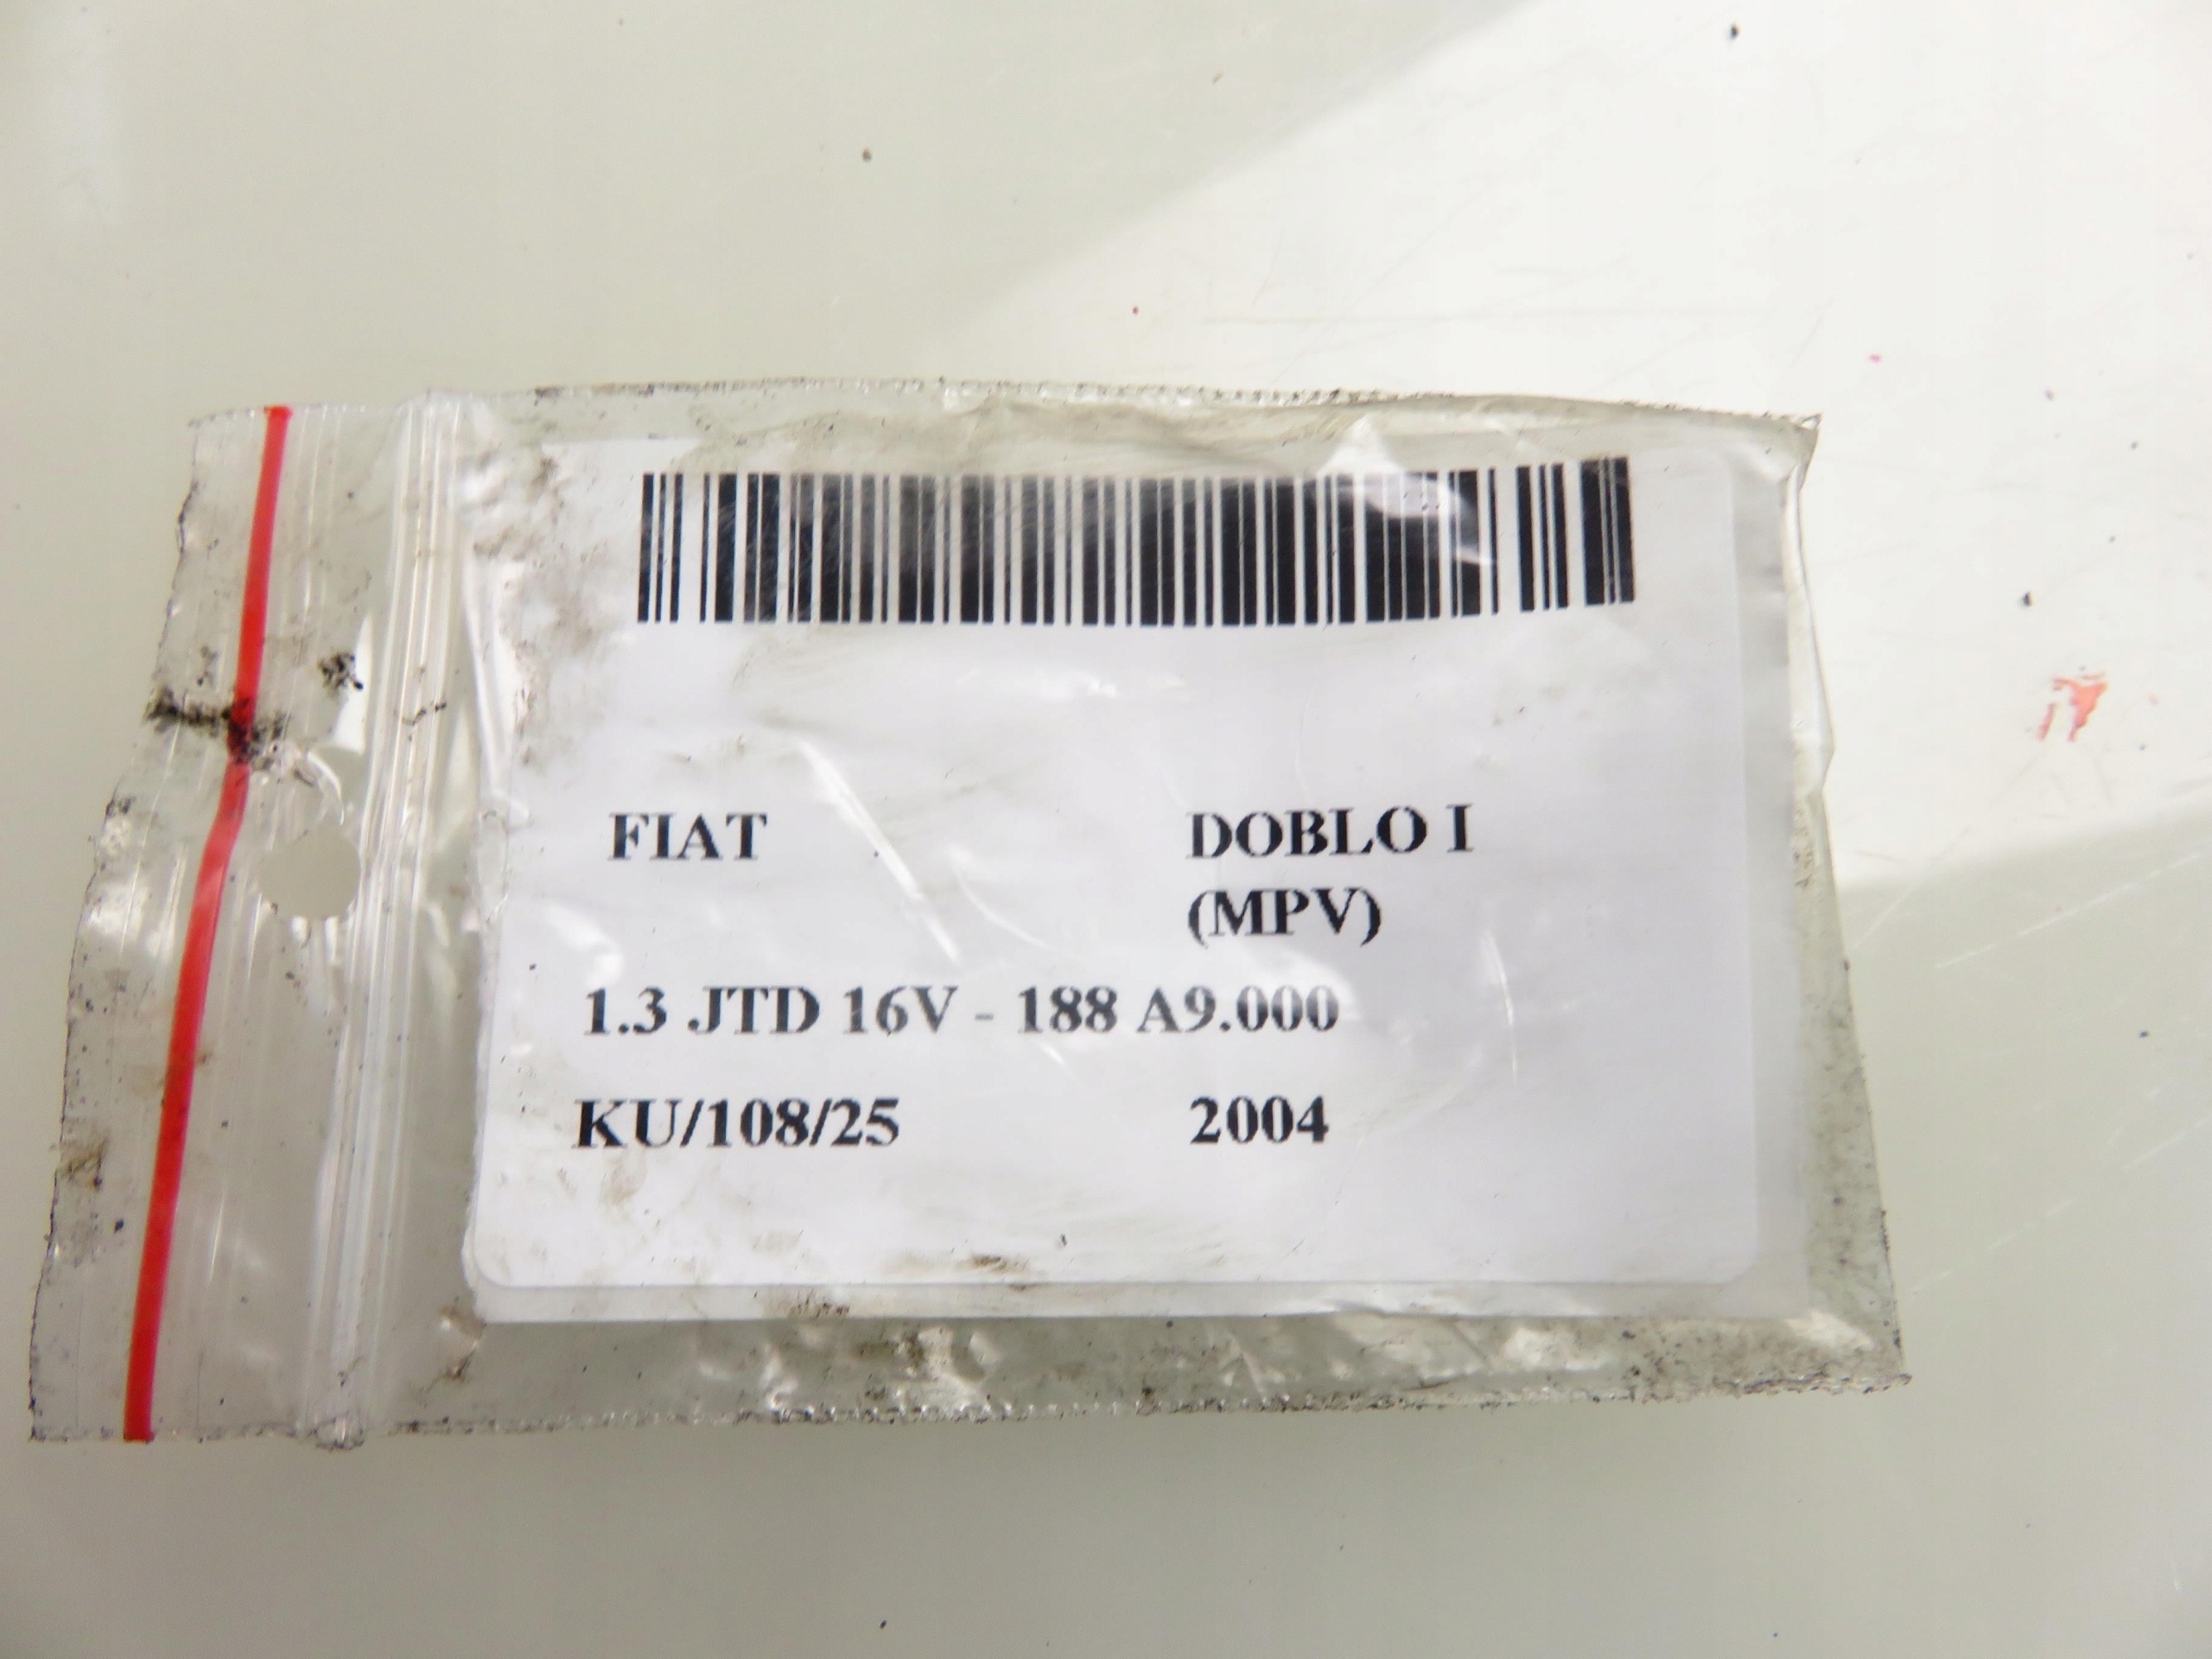 FIAT DOBLO I
(MPV)
1.3 JTD 16V - 188 A9.000
KU/108/25 2004